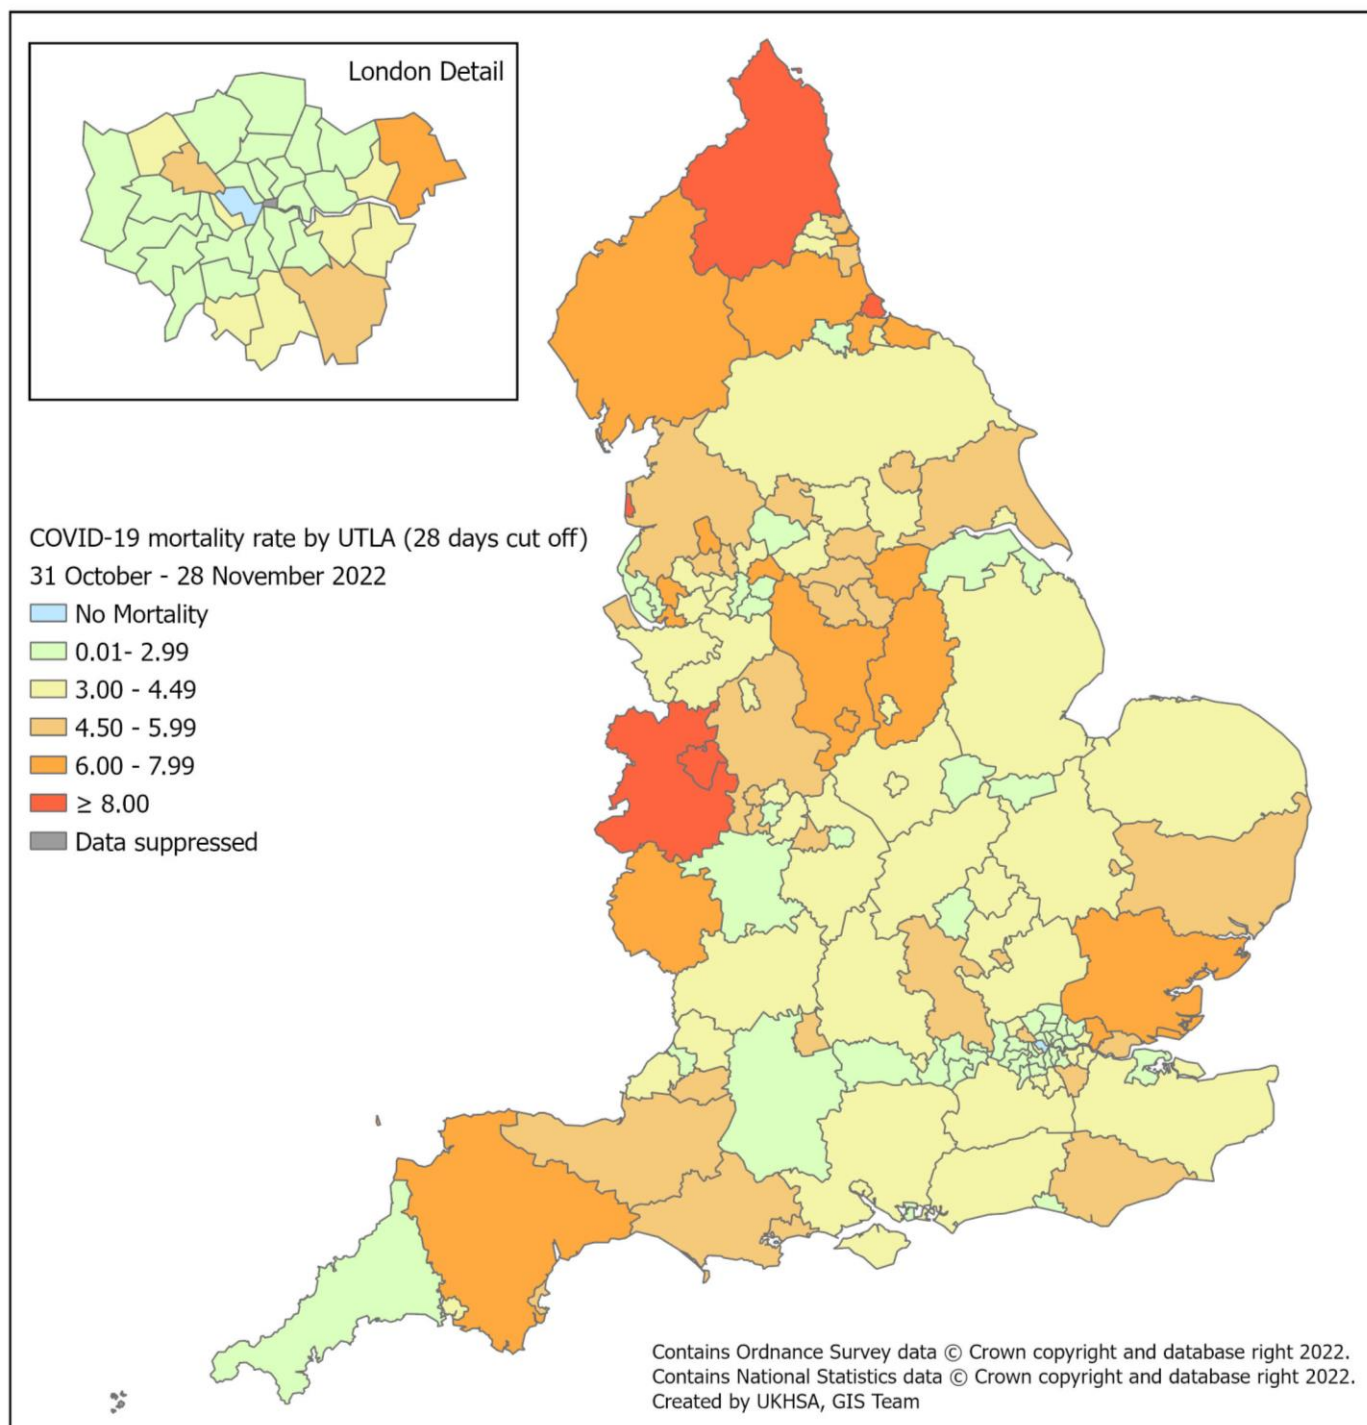 London Detail
COVID-19 mortality rate by UTLA (28 days cut off)
31 October - 28 November 2022
No Mortality
0.01- 2.99
3.00 - 4.49
4.50 - 5.99
6.00 - 7.99
≥ 8.00
Data suppressed
Contains Ordnance Survey data © Crown copyright and database right 2022.
Contains National Statistics data © Crown copyright and database right 2022.
Created by UKHSA, GIS Team